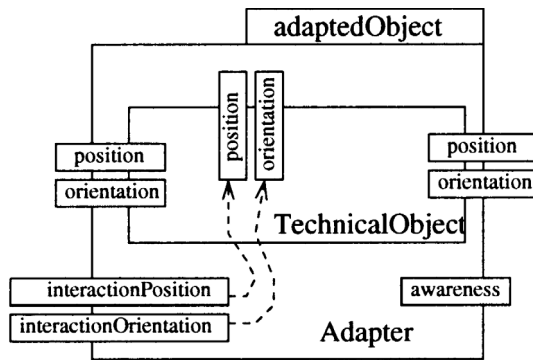 adaptedObject
position
orientation
position
orientation
position
orientation
TechnicalObject
interactionPosition
awareness
interactionOrientation
Adapter